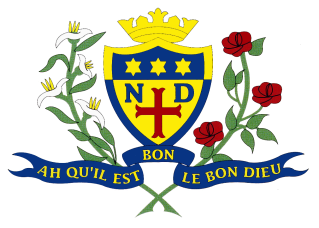 N D
AH QU'IL EST BON LE BON DIEU